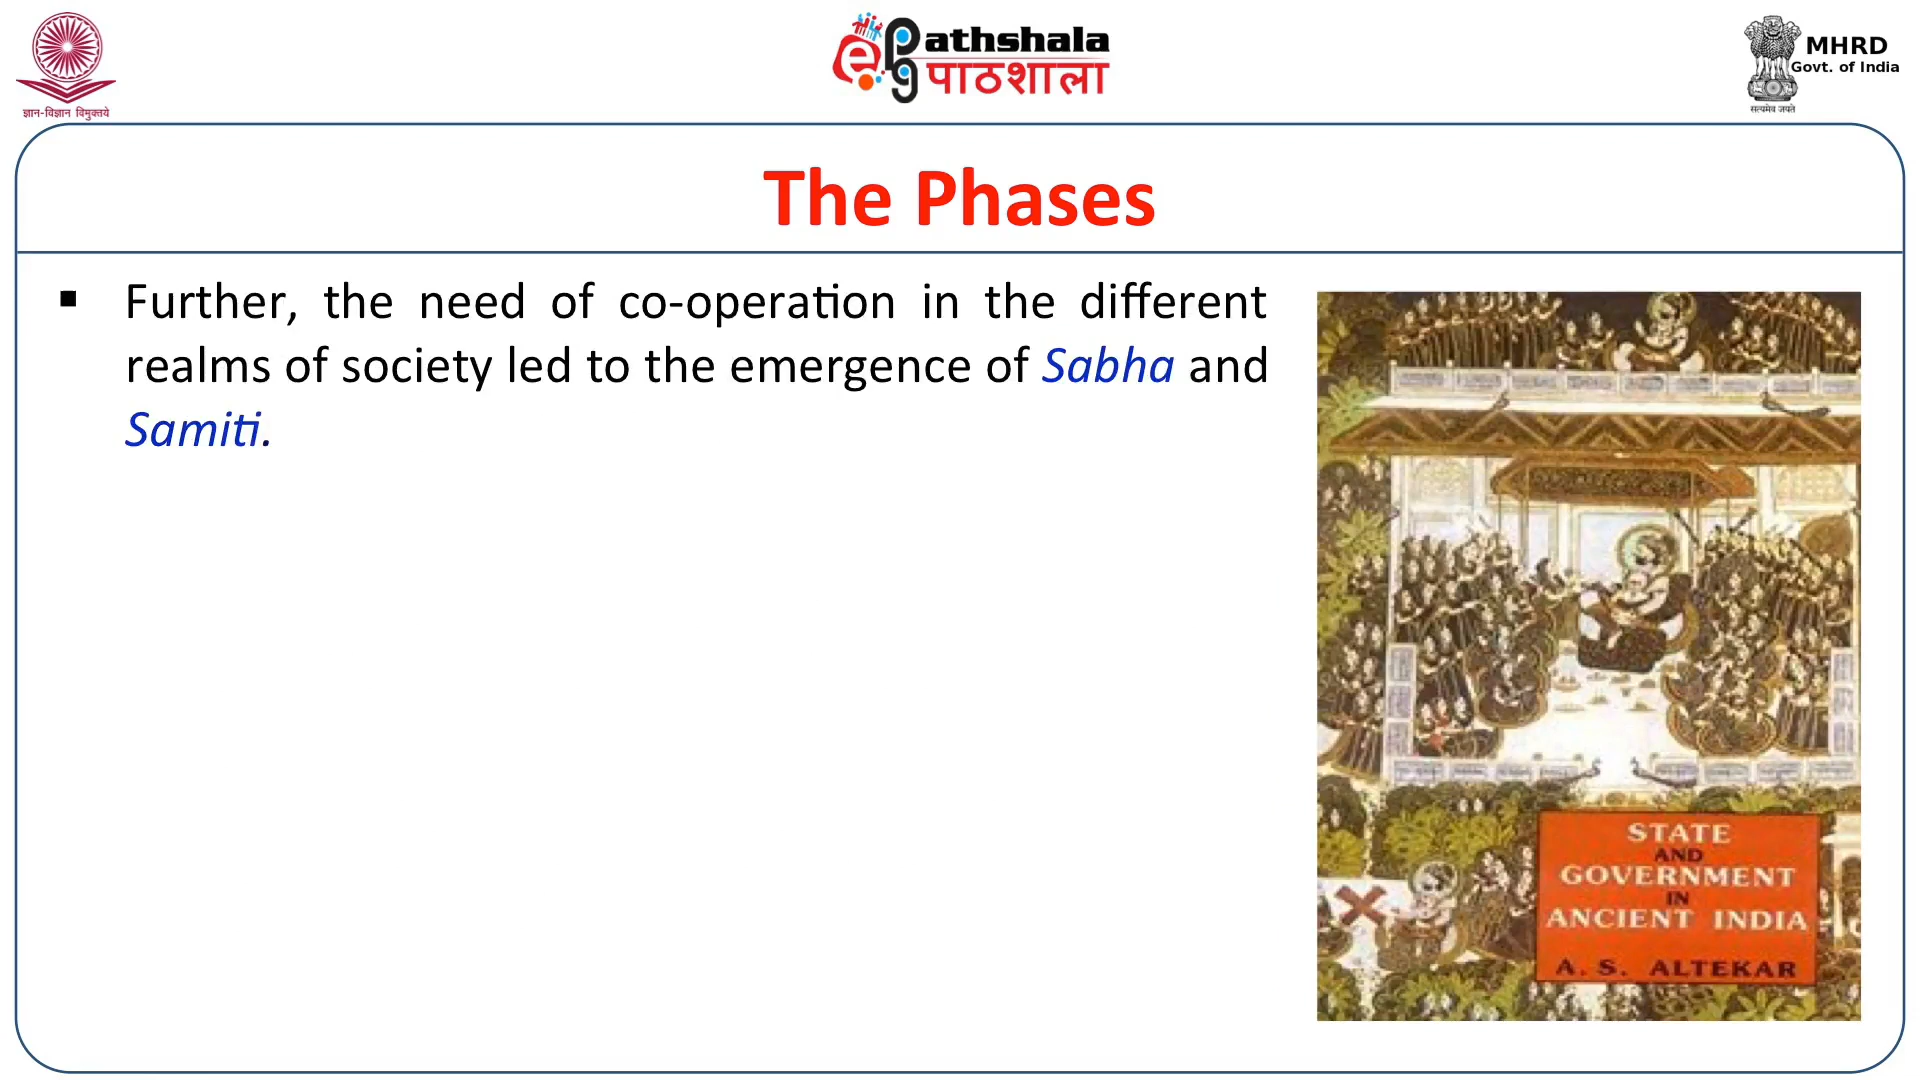 ज्ञान-विज्ञान विमुक्तये
e Pathshala
पाठशाला
MHRD
Govt. of India
सत्यमेव जयते
The Phases
▪ Further, the need of co-operation in the different
realms of society led to the emergence of Sabha and
Samiti.
STATE
AND
GOVERNMENT
IN
ANCIENT INDIA
A. S. ALTEKAR